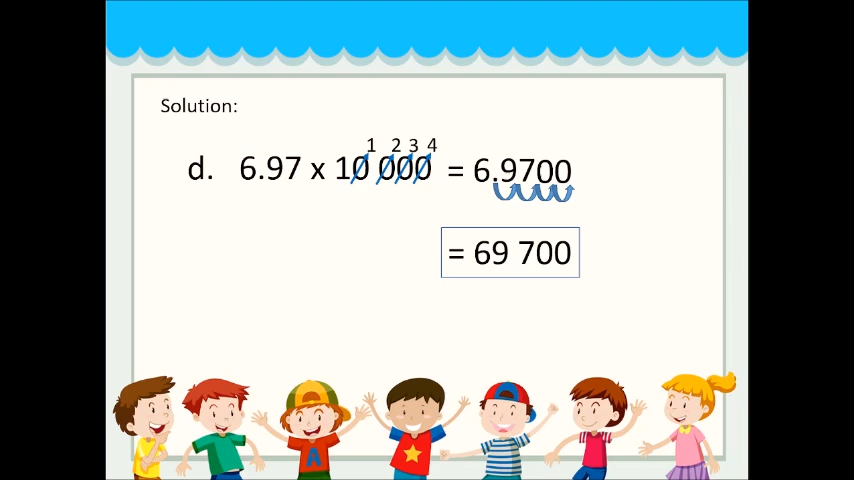 Solution:
1 2 3 4
d. 6.97 x 10 000 = 6.9700
= 69 700
A